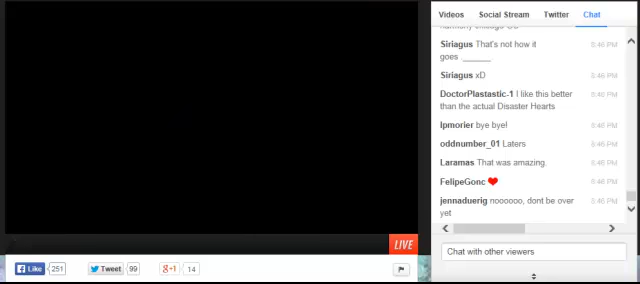 Videos Social Stream Twitter Chat
Siriagus That's not how it 8:46 PM
goes ._______
Siriagus xD 8:46 PM
DoctorPlastastic-1 I like this better 8:46 PM
than the actual Disaster Hearts
lpmorier bye bye! 8:46 PM
oddnumber_01 Laters 8:46 PM
Laramas That was amazing. 8:46 PM
FelipeGonc ❤ 8:46 PM
jennaduerig noooooo, dont be over 8:46 PM
yet
LIVE
Chat with other viewers
Like 251 Tweet 99 g+1 14